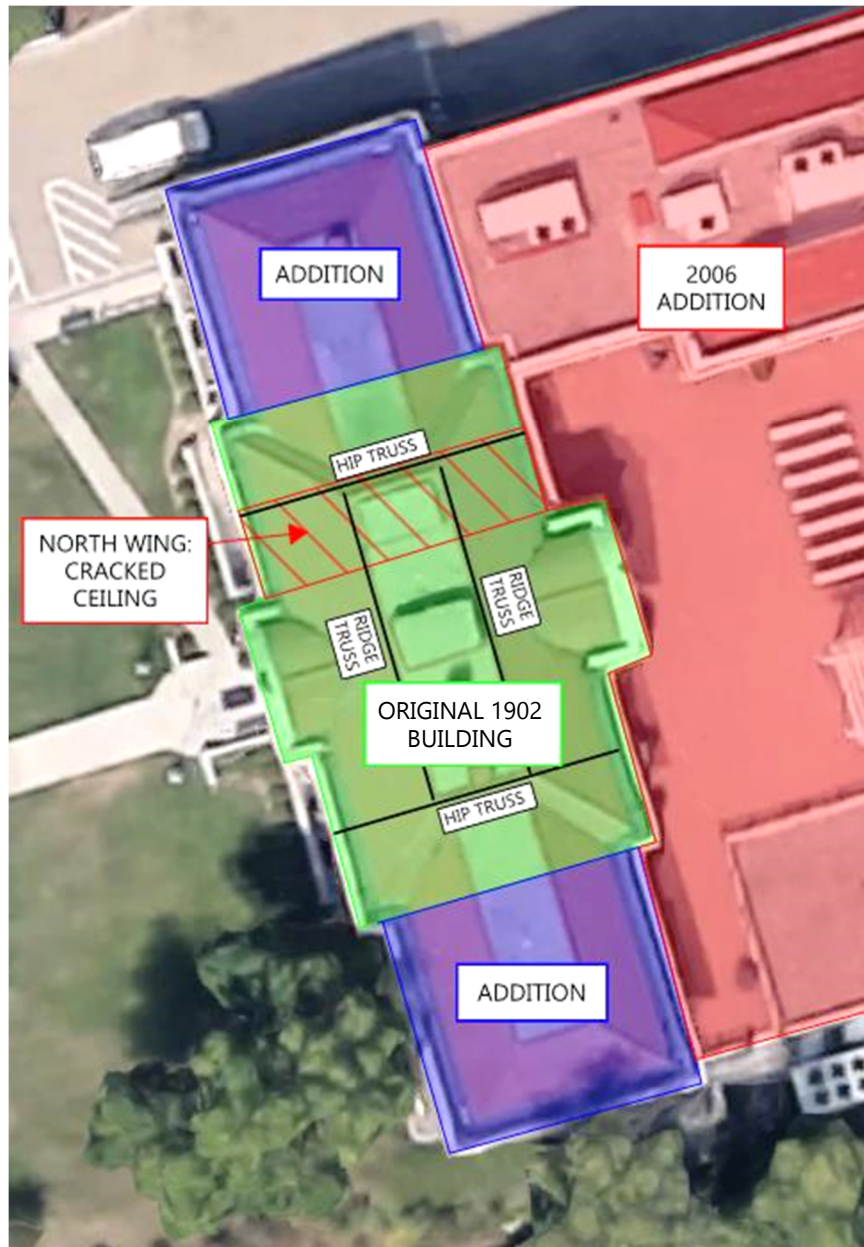 ADDITION
2006
ADDITION
HIP TRUSS
NORTH WING:
CRACKED
CEILING
RIDGE
TRUSS
RIDGE
TRUSS
ORIGINAL 1902
BUILDING
HIP TRUSS
ADDITION